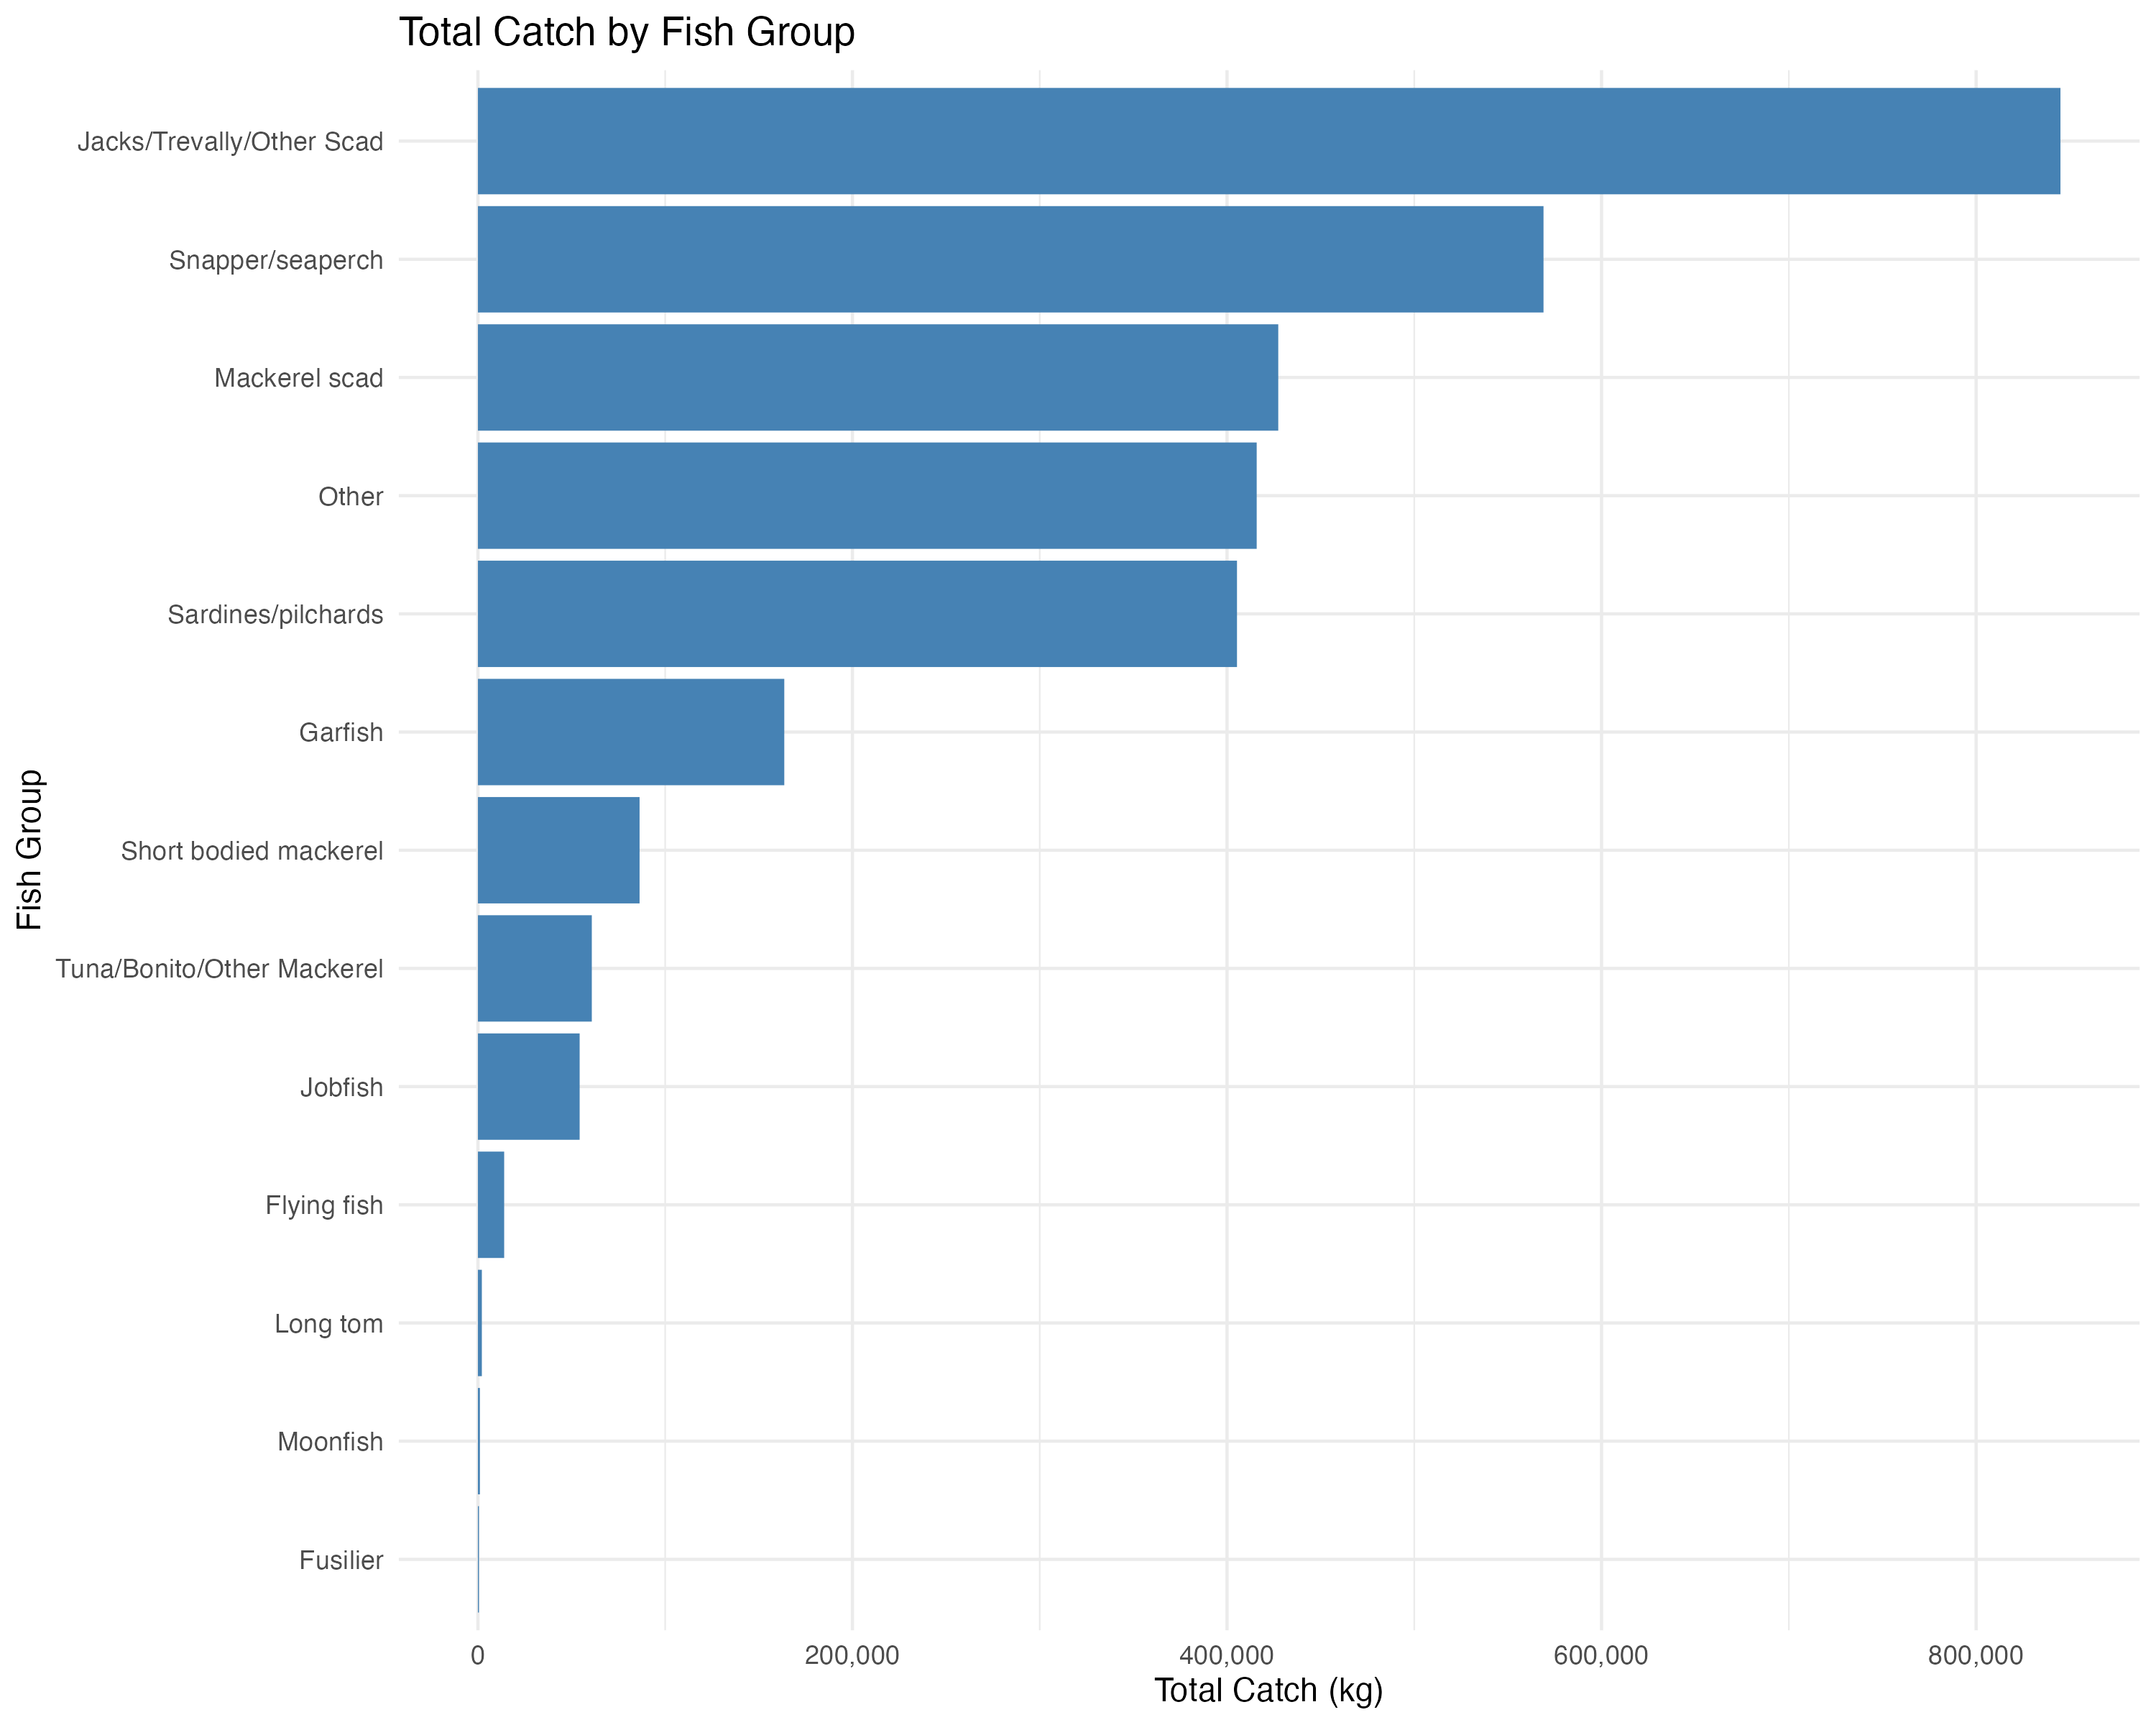 Total Catch by Fish Group
Jacks/Trevally/Other Scad
Snapper/seaperch
Mackerel scad
Other
Sardines/pilchards
Garfish
Short bodied mackerel
Tuna/Bonito/Other Mackerel
Jobfish
Flying fish
Long tom
Moonfish
Fusilier
Fish Group
0
200,000
400,000
600,000
800,000
Total Catch (kg)